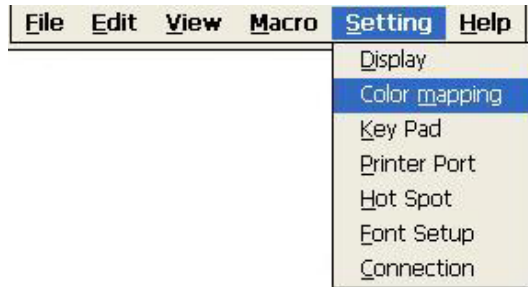 File Edit View Macro Setting Help
Display
Color mapping
Key Pad
Printer Port
Hot Spot
Font Setup
Connection